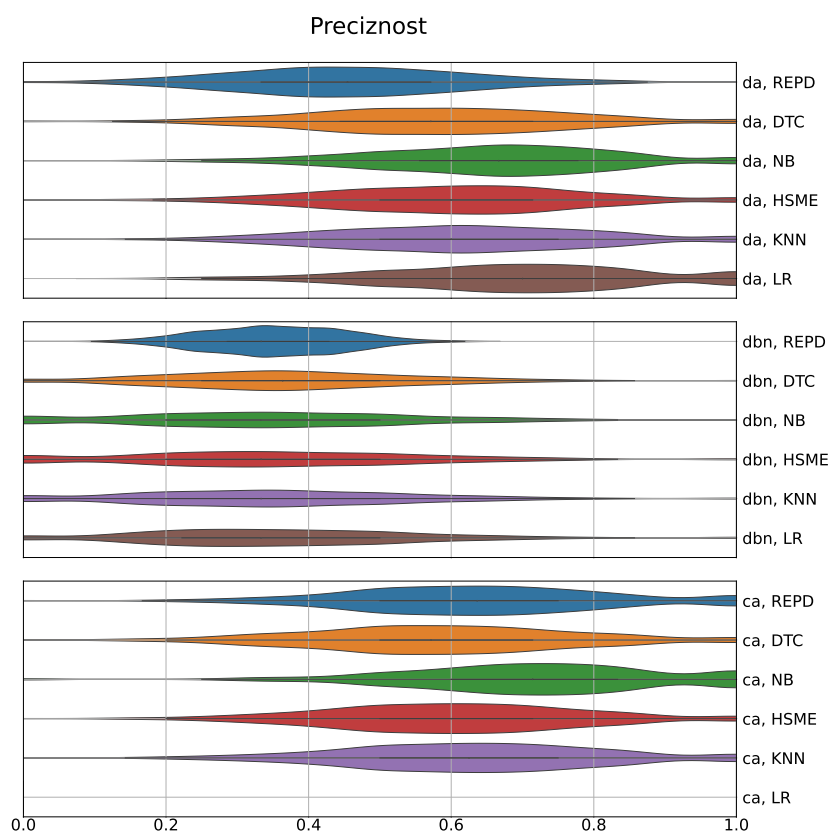 Preciznost
da, REPD
da, DTC
da, NB
da, HSME
da, KNN
da, LR
dbn, REPD
dbn, DTC
dbn, NB
dbn, HSME
dbn, KNN
dbn, LR
ca, REPD
ca, DTC
ca, NB
ca, HSME
ca, KNN
ca, LR
0.0 0.2 0.4 0.6 0.8 1.0